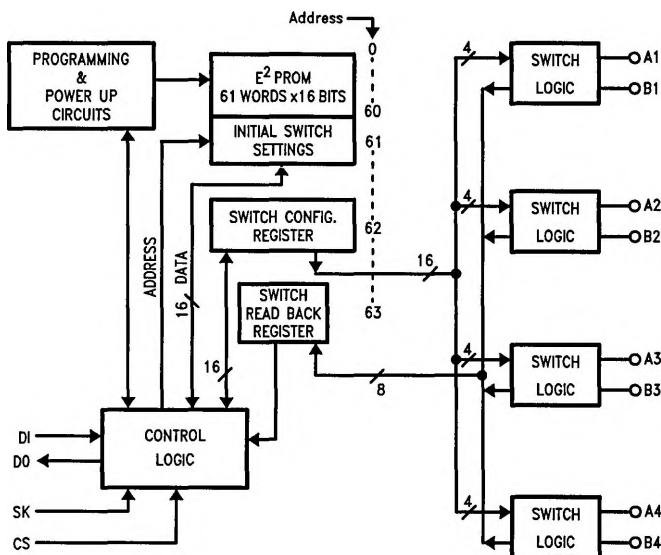 Address
0
PROGRAMMING
&
POWER UP
CIRCUITS
E² PROM
61 WORDS x16 BITS
60
INITIAL SWITCH
SETTINGS
61
SWITCH CONFIG.
REGISTER
62
SWITCH
READ BACK
REGISTER
63
ADDRESS
16 DATA
16
16
8
CONTROL
LOGIC
DI
DO
SK
CS
4
SWITCH
LOGIC
A1
B1
4
SWITCH
LOGIC
A2
B2
4
SWITCH
LOGIC
A3
B3
4
SWITCH
LOGIC
A4
B4